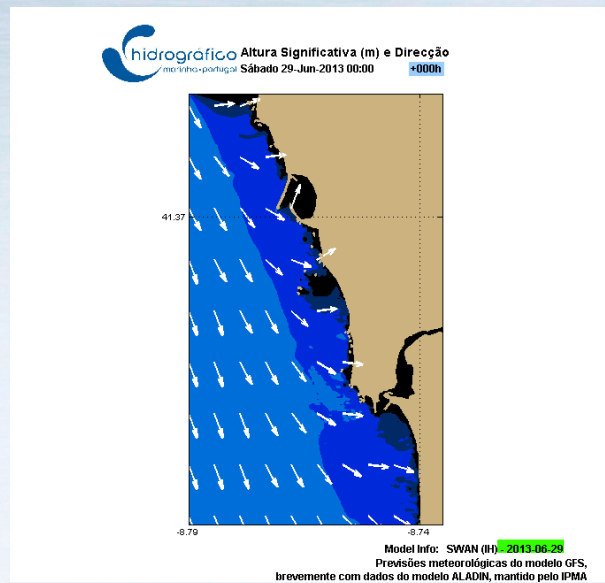 hidrográfico
marinha-portugal
Altura Significativa (m) e Direcção
Sábado 29-Jun-2013 00:00 +000h
41.37
-8.79 -8.74
Model Info: SWAN (IH) - 2013-06-29
Previsões meteorológicas do modelo GFS,
brevemente com dados do modelo ALADIN, mantido pelo IPMA